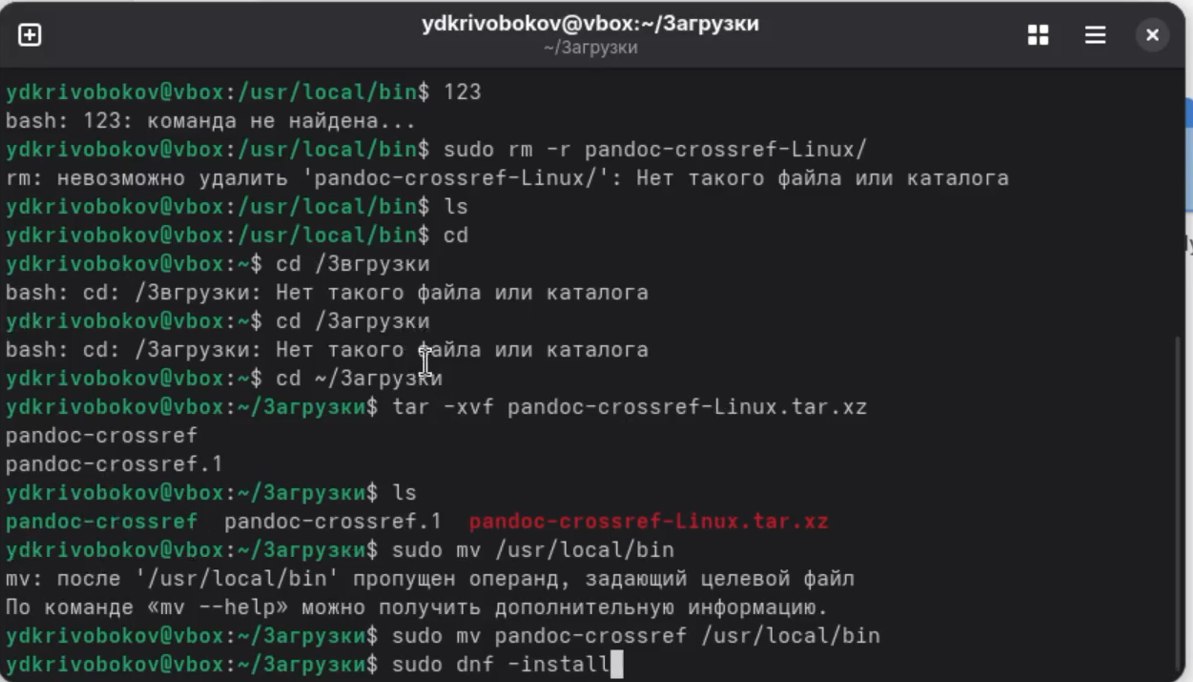 ydkrivobokov@vbox:~/Загрузки
~/Загрузки
ydkrivobokov@vbox:/usr/local/bin$ 123
bash: 123: команда не найдена...
ydkrivobokov@vbox:/usr/local/bin$ sudo rm -r pandoc-crossref-Linux/
rm: невозможно удалить 'pandoc-crossref-Linux/': Нет такого файла или каталога
ydkrivobokov@vbox:/usr/local/bin$ ls
ydkrivobokov@vbox:/usr/local/bin$ cd
ydkrivobokov@vbox:~$ cd /Звгрузки
bash: cd: /Звгрузки: Нет такого файла или каталога
ydkrivobokov@vbox:~$ cd /Загрузки
bash: cd: /Загрузки: Нет такого файла или каталога
ydkrivobokov@vbox:~$ cd ~/Загрузки
ydkrivobokov@vbox:~/Загрузки$ tar -xvf pandoc-crossref-Linux.tar.xz
pandoc-crossref
pandoc-crossref.1
ydkrivobokov@vbox:~/Загрузки$ ls
pandoc-crossref  pandoc-crossref.1  pandoc-crossref-Linux.tar.xz
ydkrivobokov@vbox:~/Загрузки$ sudo mv /usr/local/bin
mv: после '/usr/local/bin' пропущен операнд, задающий целевой файл
По команде «mv --help» можно получить дополнительную информацию.
ydkrivobokov@vbox:~/Загрузки$ sudo mv pandoc-crossref /usr/local/bin
ydkrivobokov@vbox:~/Загрузки$ sudo dnf -install